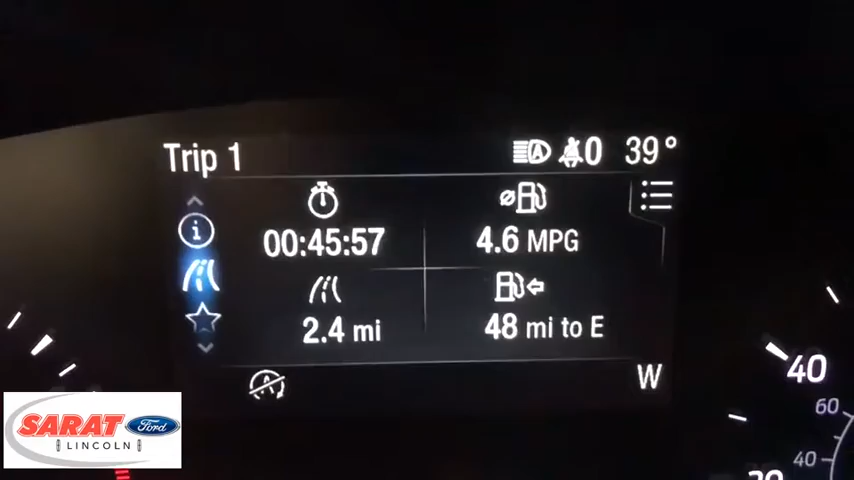 Trip 1
A 0 39°
i
00:45:57
4.6 MPG
2.4 mi
48 mi to E
A
W
40
60
40
SARAT Ford
LINCOLN